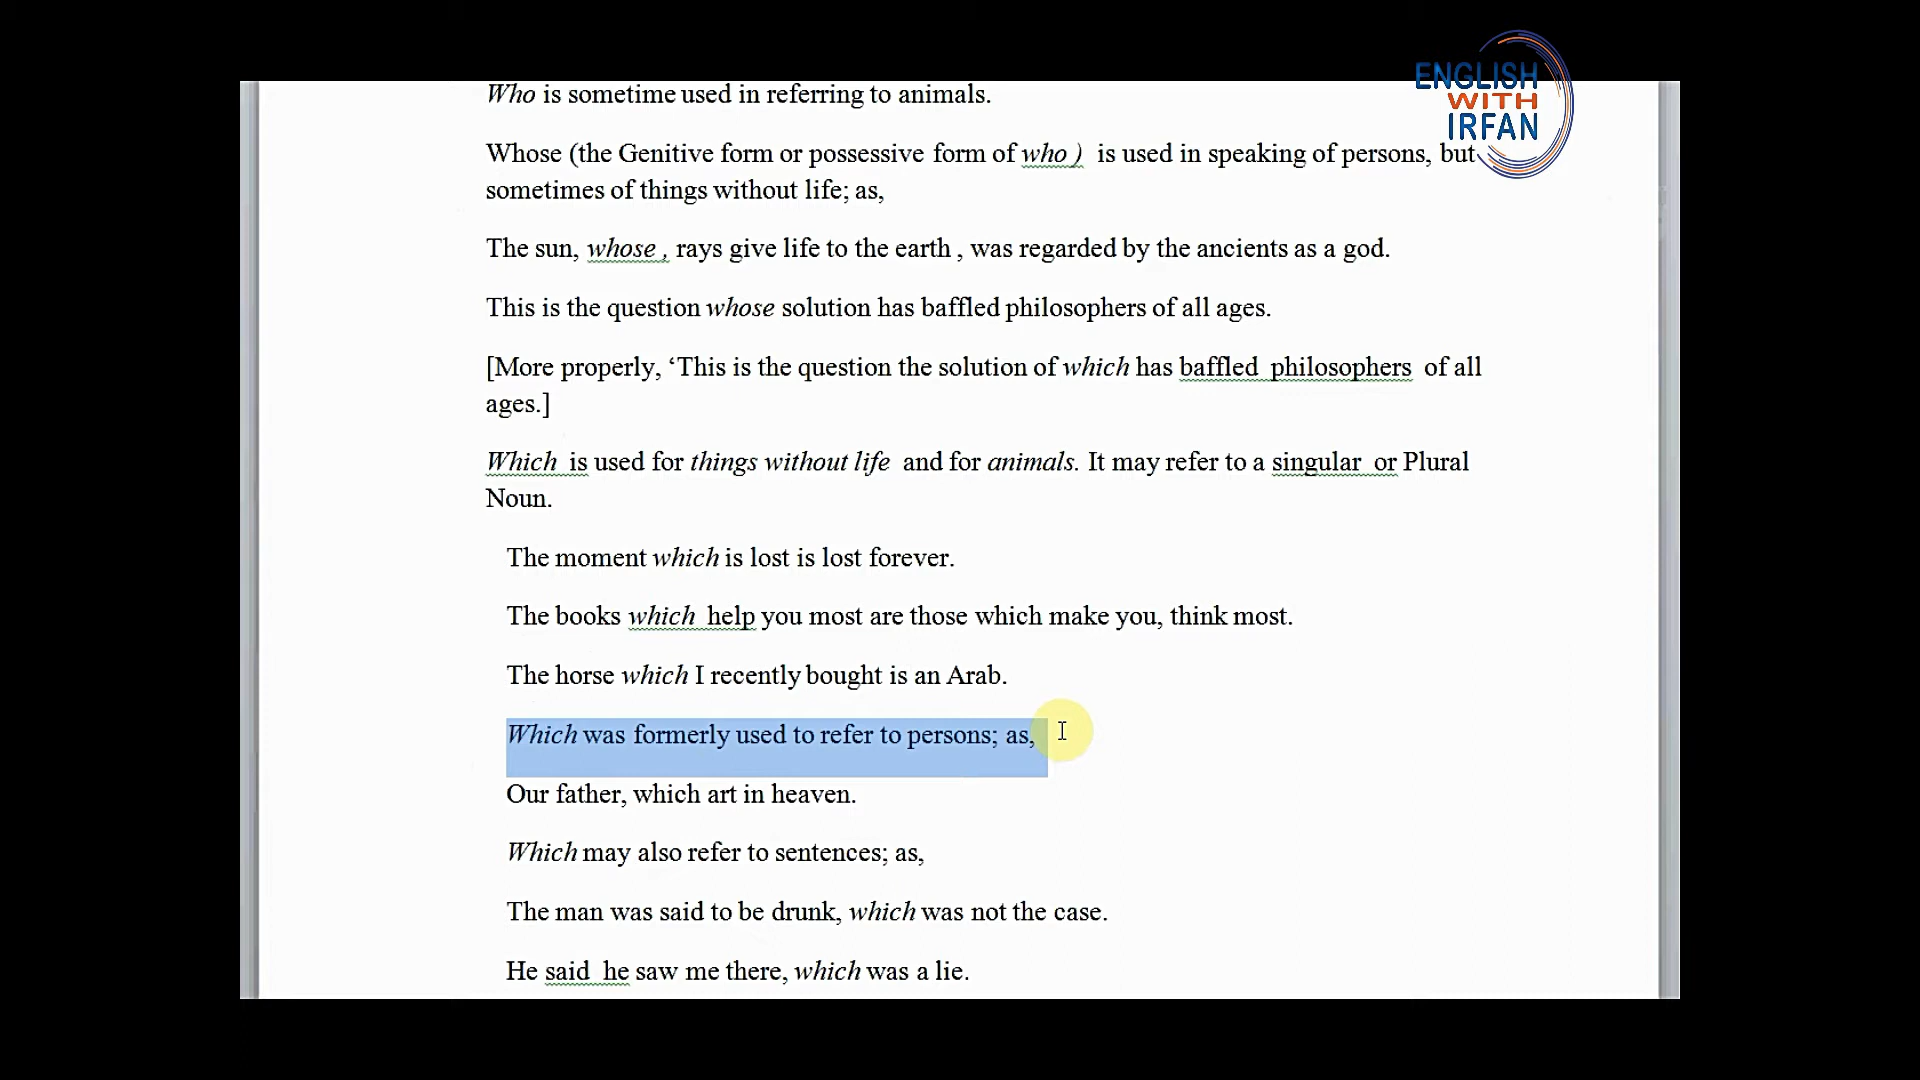 ENGLISH
WITH
IRFAN
Who is sometime used in referring to animals.
Whose (the Genitive form or possessive form of who ) is used in speaking of persons, but
sometimes of things without life; as,
The sun, whose , rays give life to the earth , was regarded by the ancients as a god.
This is the question whose solution has baffled philosophers of all ages.
[More properly, ‘This is the question the solution of which has baffled philosophers of all
ages.]
Which is used for things without life and for animals. It may refer to a singular or Plural
Noun.
The moment which is lost is lost forever.
The books which help you most are those which make you, think most.
The horse which I recently bought is an Arab.
Which was formerly used to refer to persons; as,
Our father, which art in heaven.
Which may also refer to sentences; as,
The man was said to be drunk, which was not the case.
He said he saw me there, which was a lie.